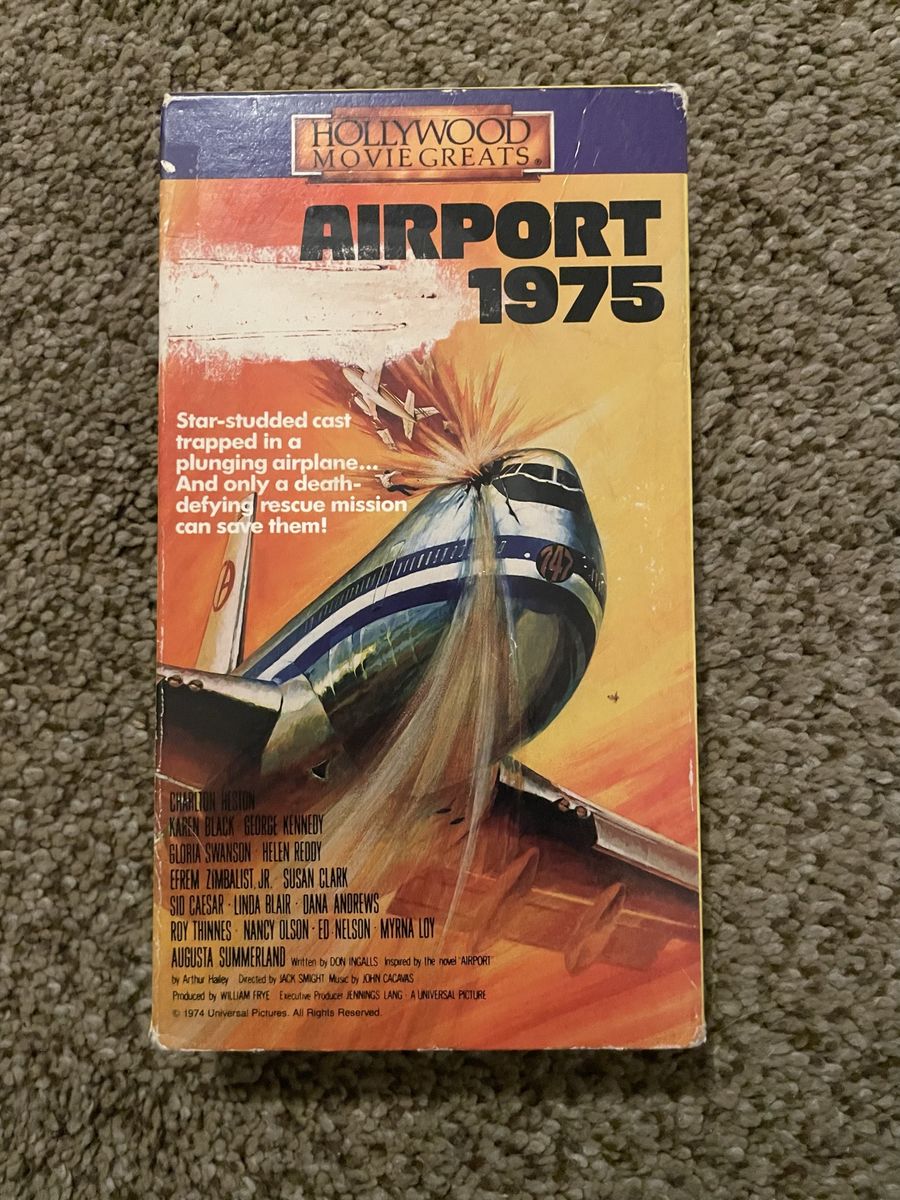 HOLLYWOOD
MOVIE GREATS®
AIRPORT
1975
Star-studded cast
trapped in a
plunging airplane...
And only a death-
defying rescue mission
can save them!
747
CHARLTON HESTON
KAREN BLACK GEORGE KENNEDY
GLORIA SWANSON · HELEN REDDY
EFREM ZIMBALIST, JR. · SUSAN CLARK
SID CAESAR · LINDA BLAIR · DANA ANDREWS
ROY THINNES · NANCY OLSON · ED NELSON · MYRNA LOY
AUGUSTA SUMMERLAND Written by DON INGALLS Inspired by the novel "AIRPORT"
by Arthur Hailey Directed by JACK SMIGHT Music by JOHN CACAVAS
Produced by WILLIAM FRYE Executive Producer JENNINGS LANG · A UNIVERSAL PICTURE
© 1974 Universal Pictures. All Rights Reserved.